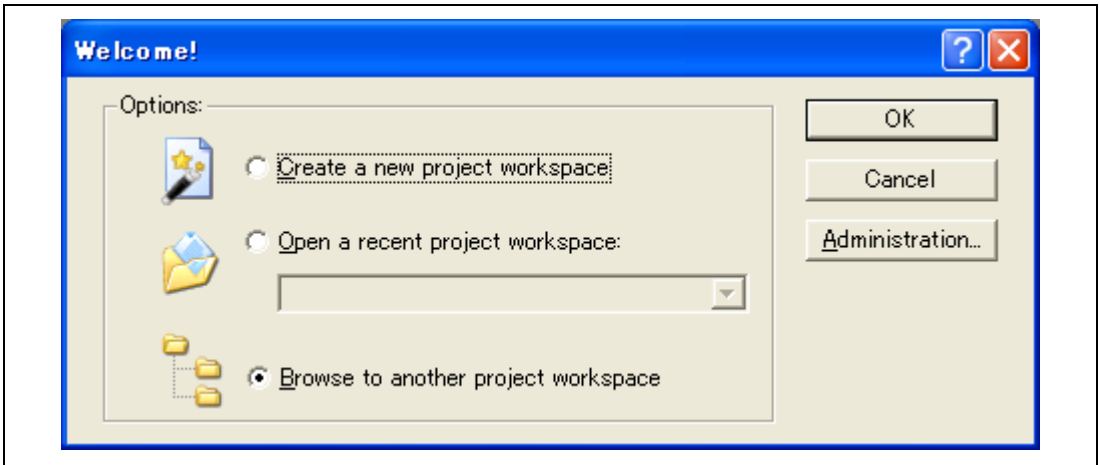 Welcome!
Options:
Create a new project workspace
Open a recent project workspace:
Browse to another project workspace
OK
Cancel
Administration...